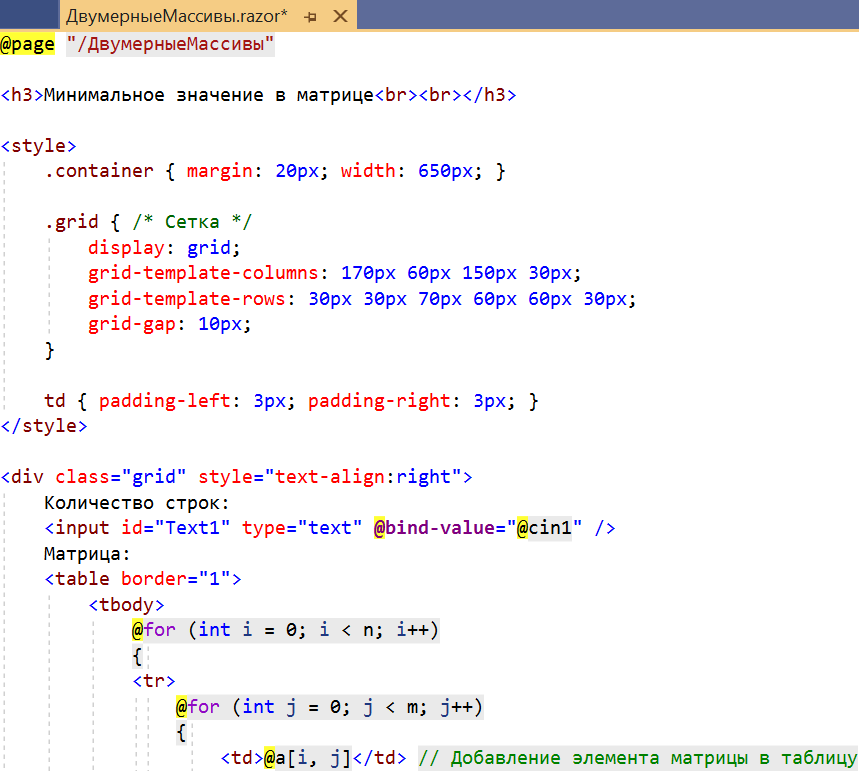 ДвумерныеМассивы.razor*
@page "/ДвумерныеМассивы"
<h3>Минимальное значение в матрице<br><br></h3>
<style>
.container { margin: 20px; width: 650px; }
.grid { /* Сетка */
display: grid;
grid-template-columns: 170px 60px 150px 30px;
grid-template-rows: 30px 30px 70px 60px 60px 30px;
grid-gap: 10px;
}
td { padding-left: 3px; padding-right: 3px; }
</style>
<div class="grid" style="text-align:right">
Количество строк:
<input id="Text1" type="text" @bind-value="@cin1" />
Матрица:
<table border="1">
<tbody>
@for (int i = 0; i < n; i++)
{
<tr>
@for (int j = 0; j < m; j++)
{
<td>@a[i, j]</td> // Добавление элемента матрицы в таблицу